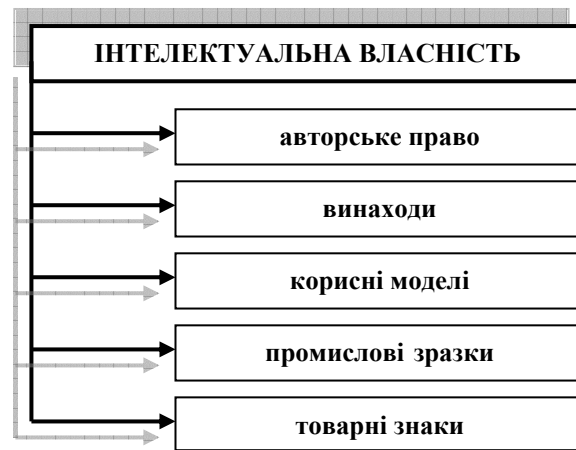 ІНТЕЛЕКТУАЛЬНА ВЛАСНІСТЬ
авторське право
винаходи
корисні моделі
промислові зразки
товарні знаки